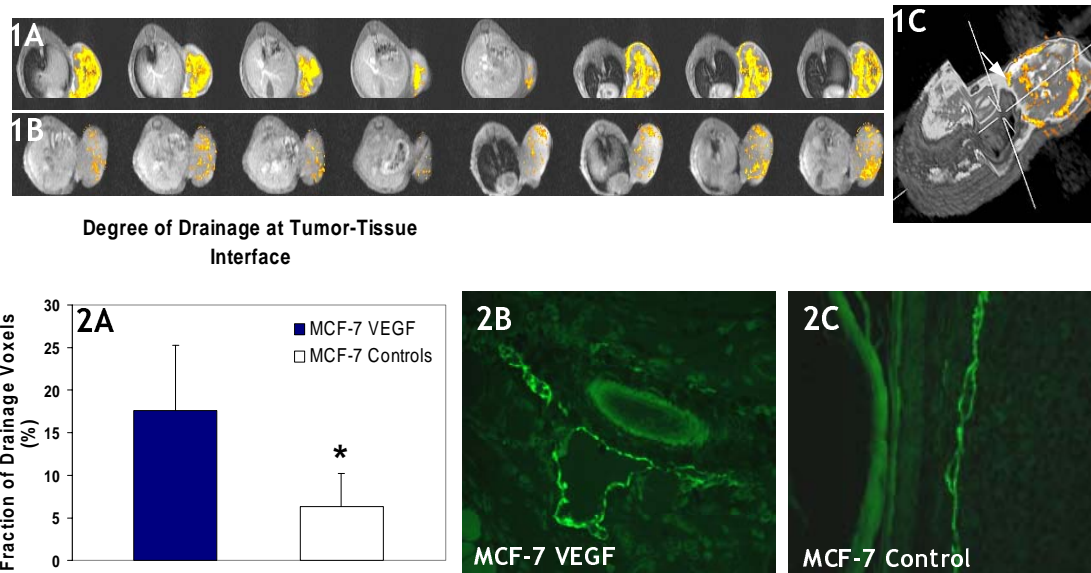 1A
1B
1C
Degree of Drainage at Tumor-Tissue
Interface
Fraction of Drainage Voxels
(%)
30
25
20
15
10
5
0
2A
MCF-7 VEGF
MCF-7 Controls
*
2B
MCF-7 VEGF
2C
MCF-7 Control